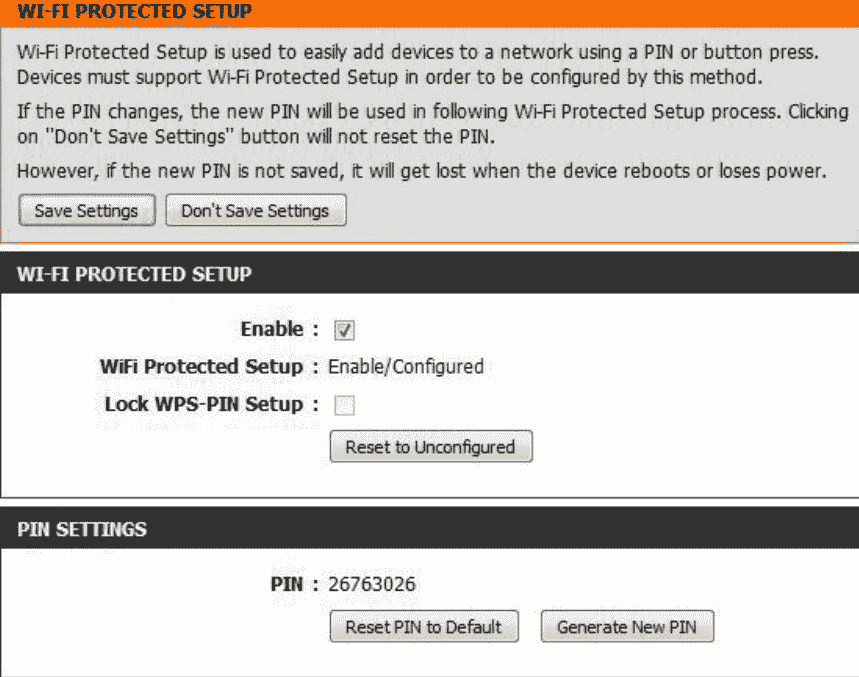 WI-FI PROTECTED SETUP
Wi-Fi Protected Setup is used to easily add devices to a network using a PIN or button press.
Devices must support Wi-Fi Protected Setup in order to be configured by this method.
If the PIN changes, the new PIN will be used in following Wi-Fi Protected Setup process. Clicking
on "Don't Save Settings" button will not reset the PIN.
However, if the new PIN is not saved, it will get lost when the device reboots or loses power.
Save Settings Don't Save Settings
WI-FI PROTECTED SETUP
Enable :
WiFi Protected Setup : Enable/Configured
Lock WPS-PIN Setup :
Reset to Unconfigured
PIN SETTINGS
PIN : 26763026
Reset PIN to Default Generate New PIN